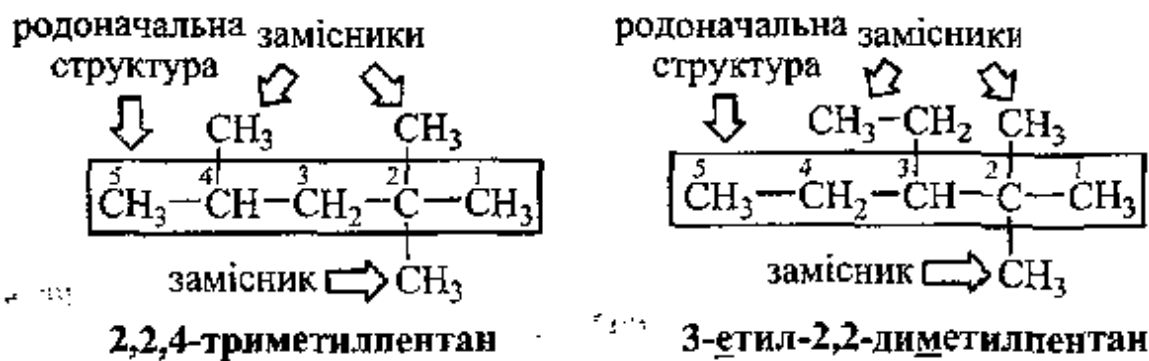 родоначальна замісники
структура
CH₃ CH₃
5 4 3 2 1
CH₃–CH–CH₂–C–CH₃
замісник CH₃
2,2,4-триметилпентан
родоначальна замісники
структура
CH₃–CH₂ CH₃
5 4 3 2 1
CH₃–CH₂–CH–C–CH₃
замісник CH₃
3-етил-2,2-диметилпентан